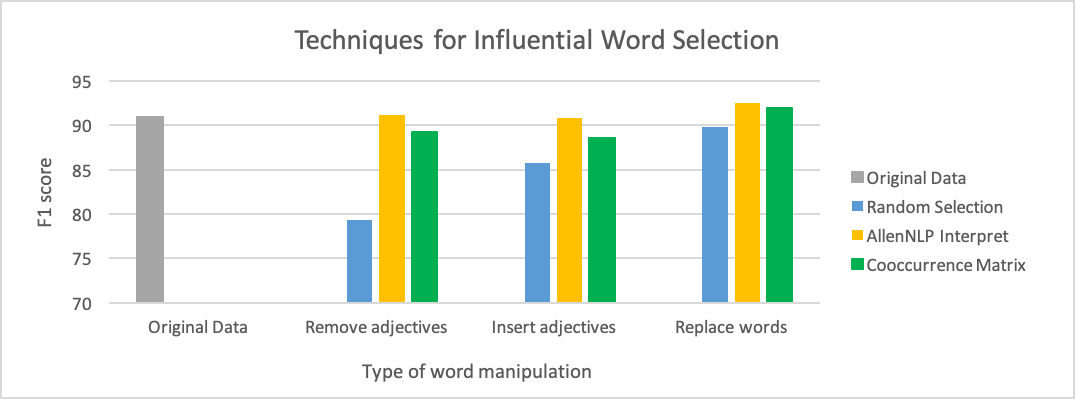 Techniques for Influential Word Selection
95
90
85
80
75
70
F1 score
Original Data
Remove adjectives
Insert adjectives
Replace words
Type of word manipulation
Original Data
Random Selection
AllenNLP Interpret
Cooccurrence Matrix